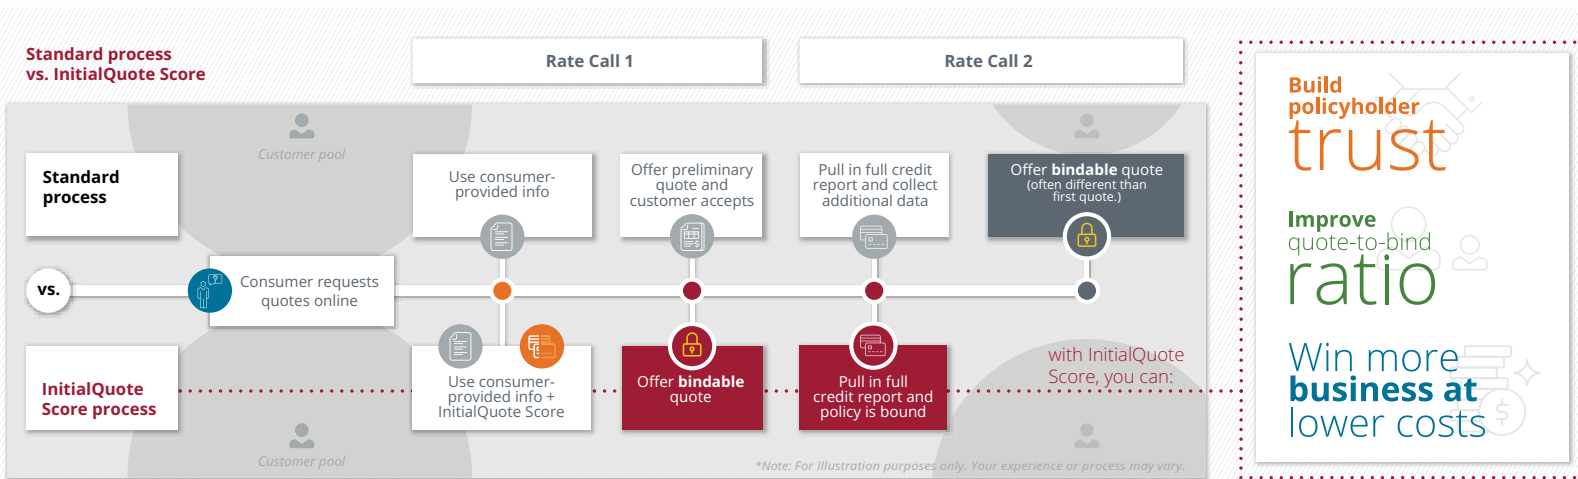 Standard process
vs. InitialQuote Score
Rate Call 1
Rate Call 2
Customer pool
Standard
process
Use consumer-
provided info
Offer preliminary
quote and
customer accepts
Pull in full credit
report and collect
additional data
Offer bindable quote
(often different than
first quote.)
vs.
Consumer requests
quotes online
InitialQuote
Score process
Use consumer-
provided info +
InitialQuote Score
Offer bindable
quote
Pull in full
credit report and
policy is bound
with InitialQuote
Score, you can:
Customer pool
*Note: For Illustration purposes only. Your experience or process may vary.
Build
policyholder
trust
Improve
quote-to-bind
ratio
Win more
business at
lower costs